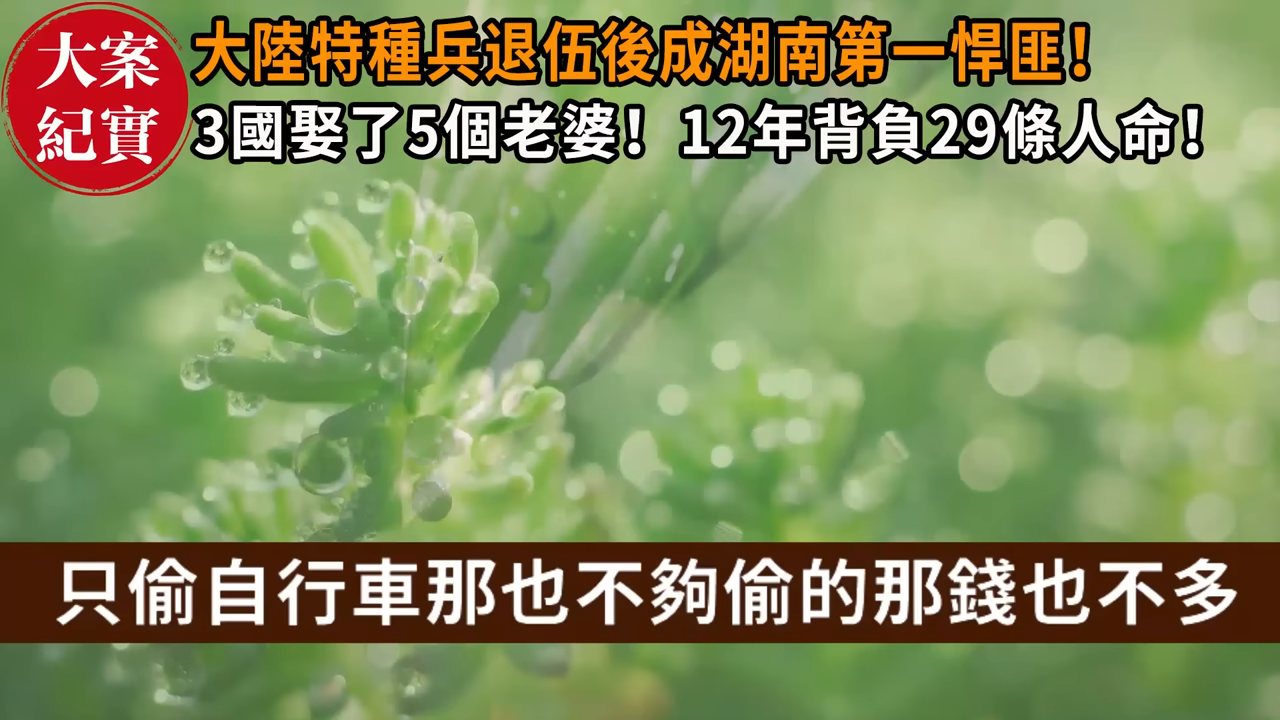 大案
紀實
大陸特種兵退伍後成湖南第一悍匪！
3國娶了5個老婆！12年背負29條人命！
只偷自行車那也不夠偷的那錢也不多